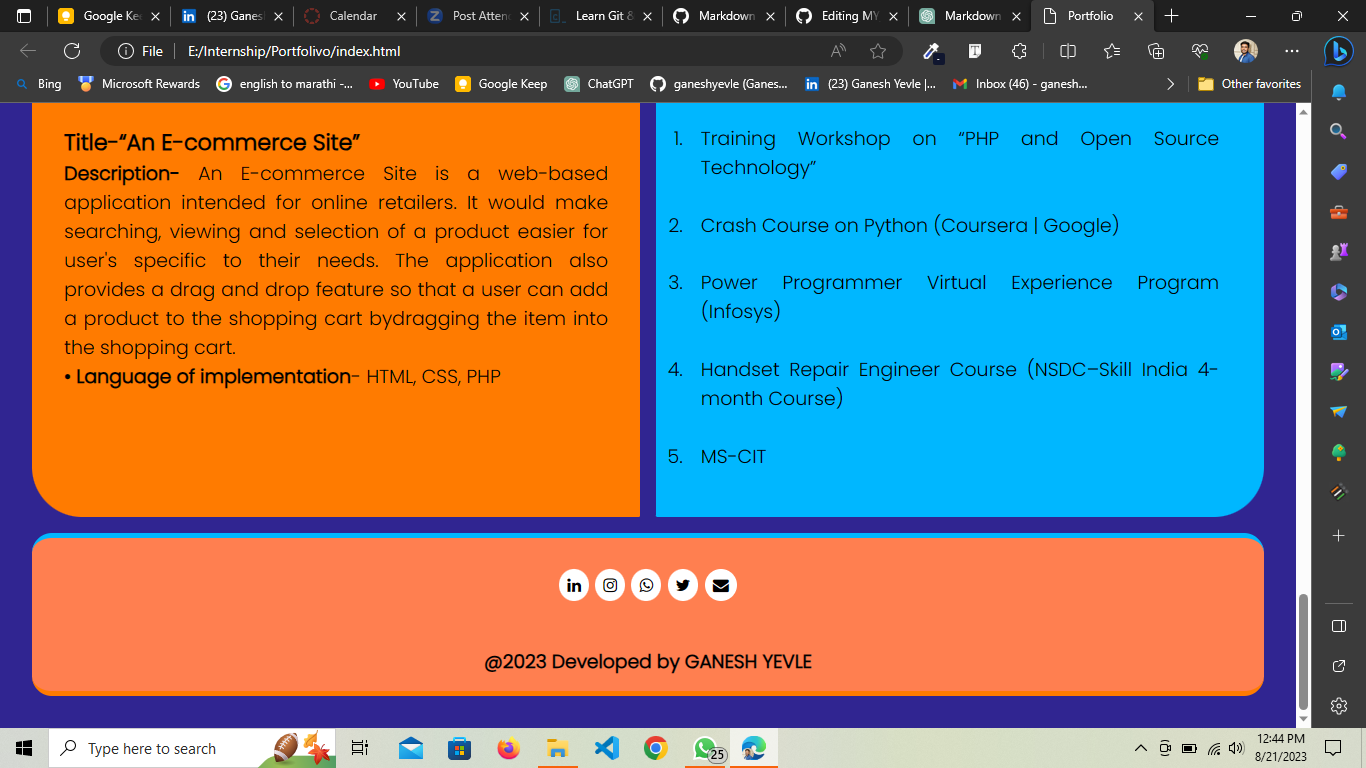 Google Kee
(23) Ganes
Calendar
Post Atten
Learn Git &
Markdown
Editing MY
Markdown
Portfolio
File
E:/Internship/Portfolivo/index.html
Bing
Microsoft Rewards
english to marathi -...
YouTube
Google Keep
ChatGPT
ganeshyevle (Ganes...
(23) Ganesh Yevle |...
Inbox (46) - ganesh...
Other favorites
Title-“An E-commerce Site”
Description- An E-commerce Site is a web-based
application intended for online retailers. It would make
searching, viewing and selection of a product easier for
user's specific to their needs. The application also
provides a drag and drop feature so that a user can add
a product to the shopping cart bydragging the item into
the shopping cart.
• Language of implementation- HTML, CSS, PHP
1. Training Workshop on “PHP and Open Source
Technology”
2. Crash Course on Python (Coursera | Google)
3. Power Programmer Virtual Experience Program
(Infosys)
4. Handset Repair Engineer Course (NSDC–Skill India 4-
month Course)
5. MS-CIT
@2023 Developed by GANESH YEVLE
Type here to search
25
12:44 PM
8/21/2023